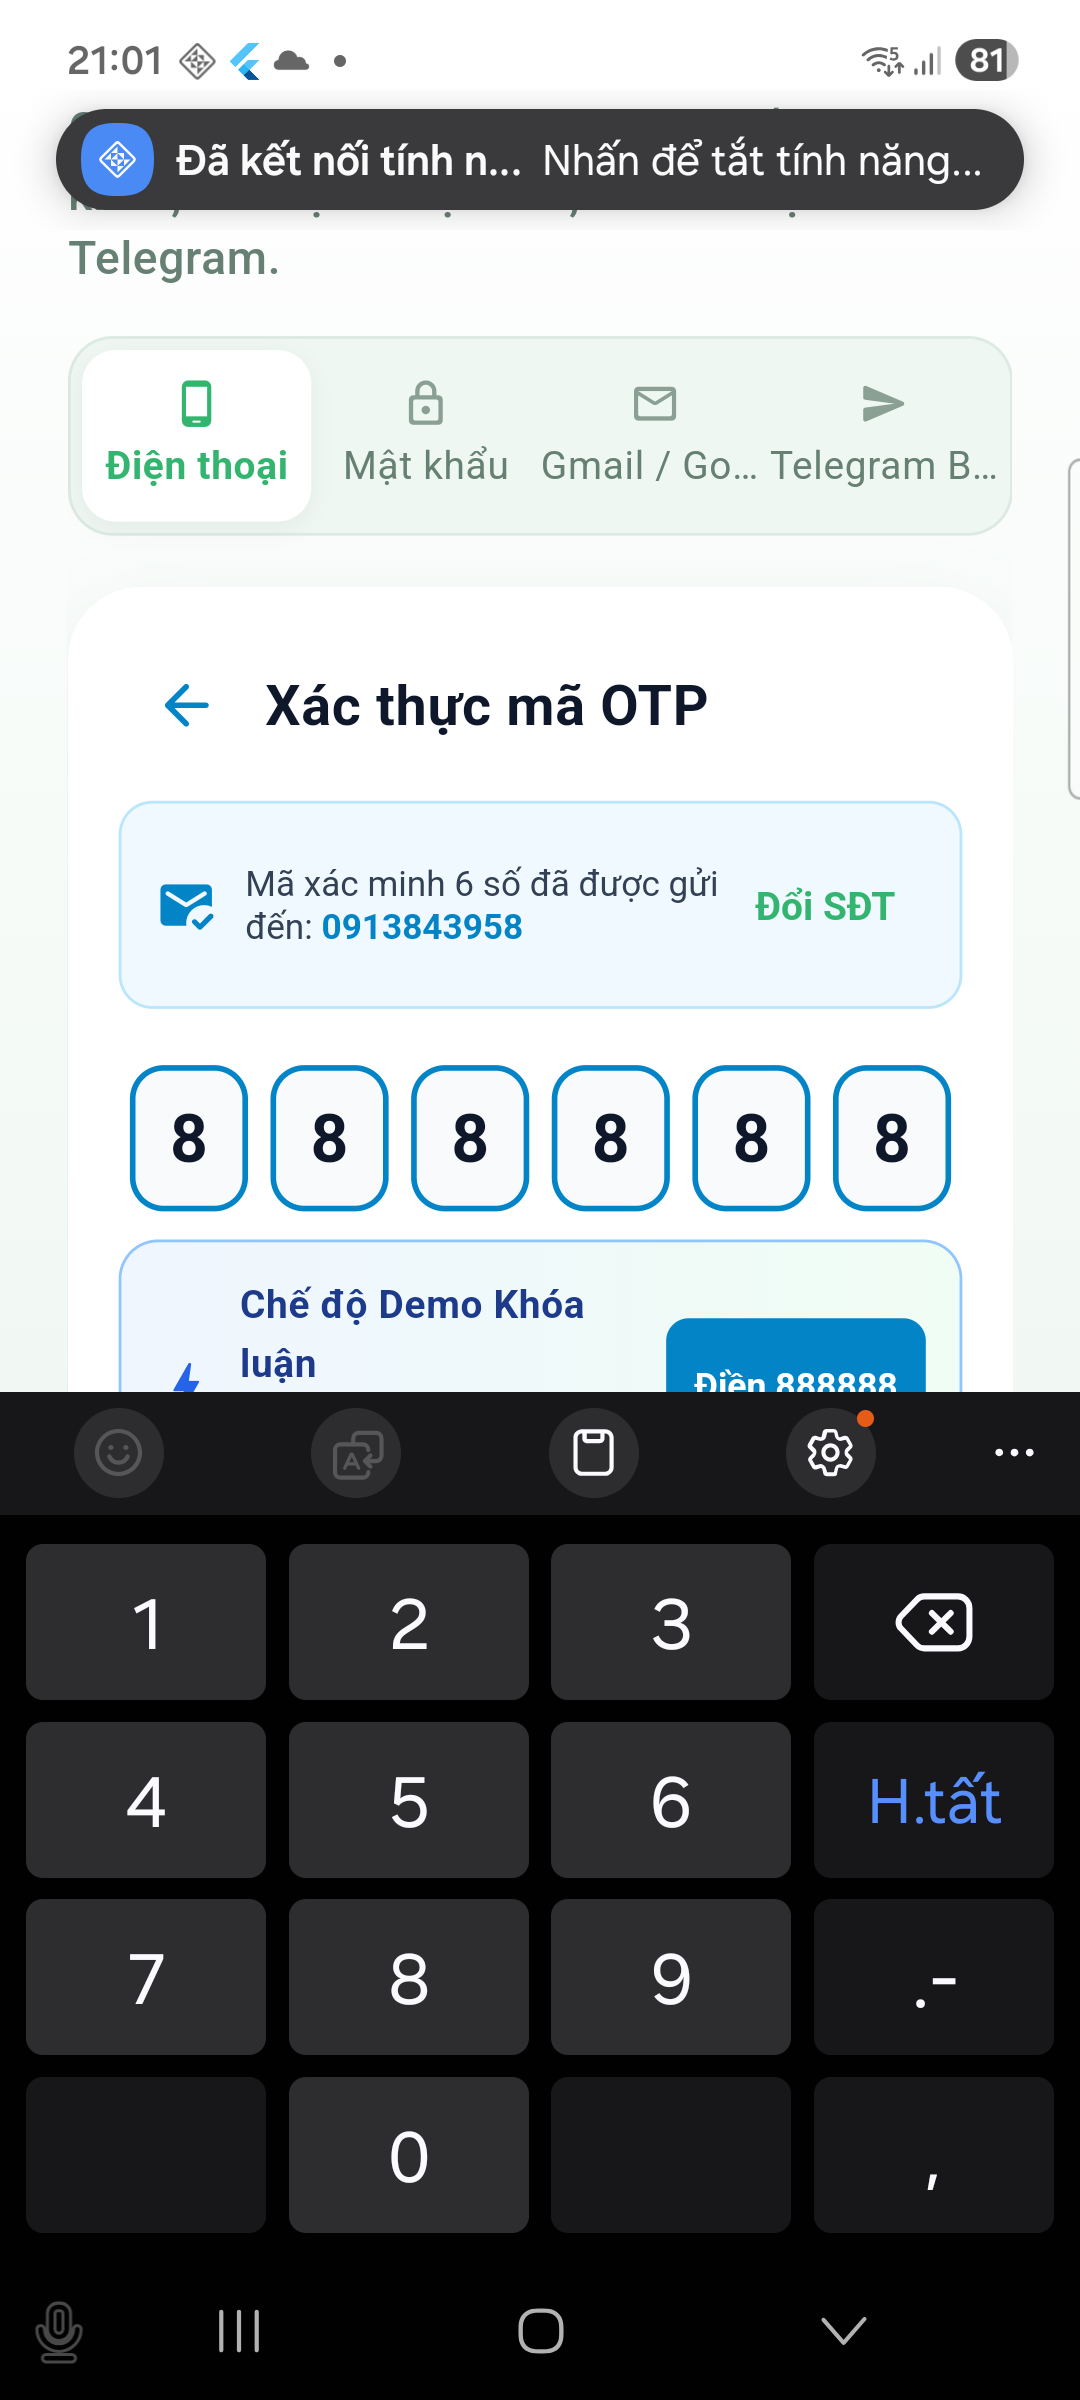 21:01
5
81
Đã kết nối tính n... Nhấn để tắt tính năng...
Telegram.
Điện thoại
Mật khẩu
Gmail / Go...
Telegram B...
Xác thực mã OTP
Mã xác minh 6 số đã được gửi
đến: 0913843958
Đổi SĐT
8 8 8 8 8 8
Chế độ Demo Khóa
luận
Điền 888888
1 2 3
4 5 6 H.tất
7 8 9 .-
0 ,